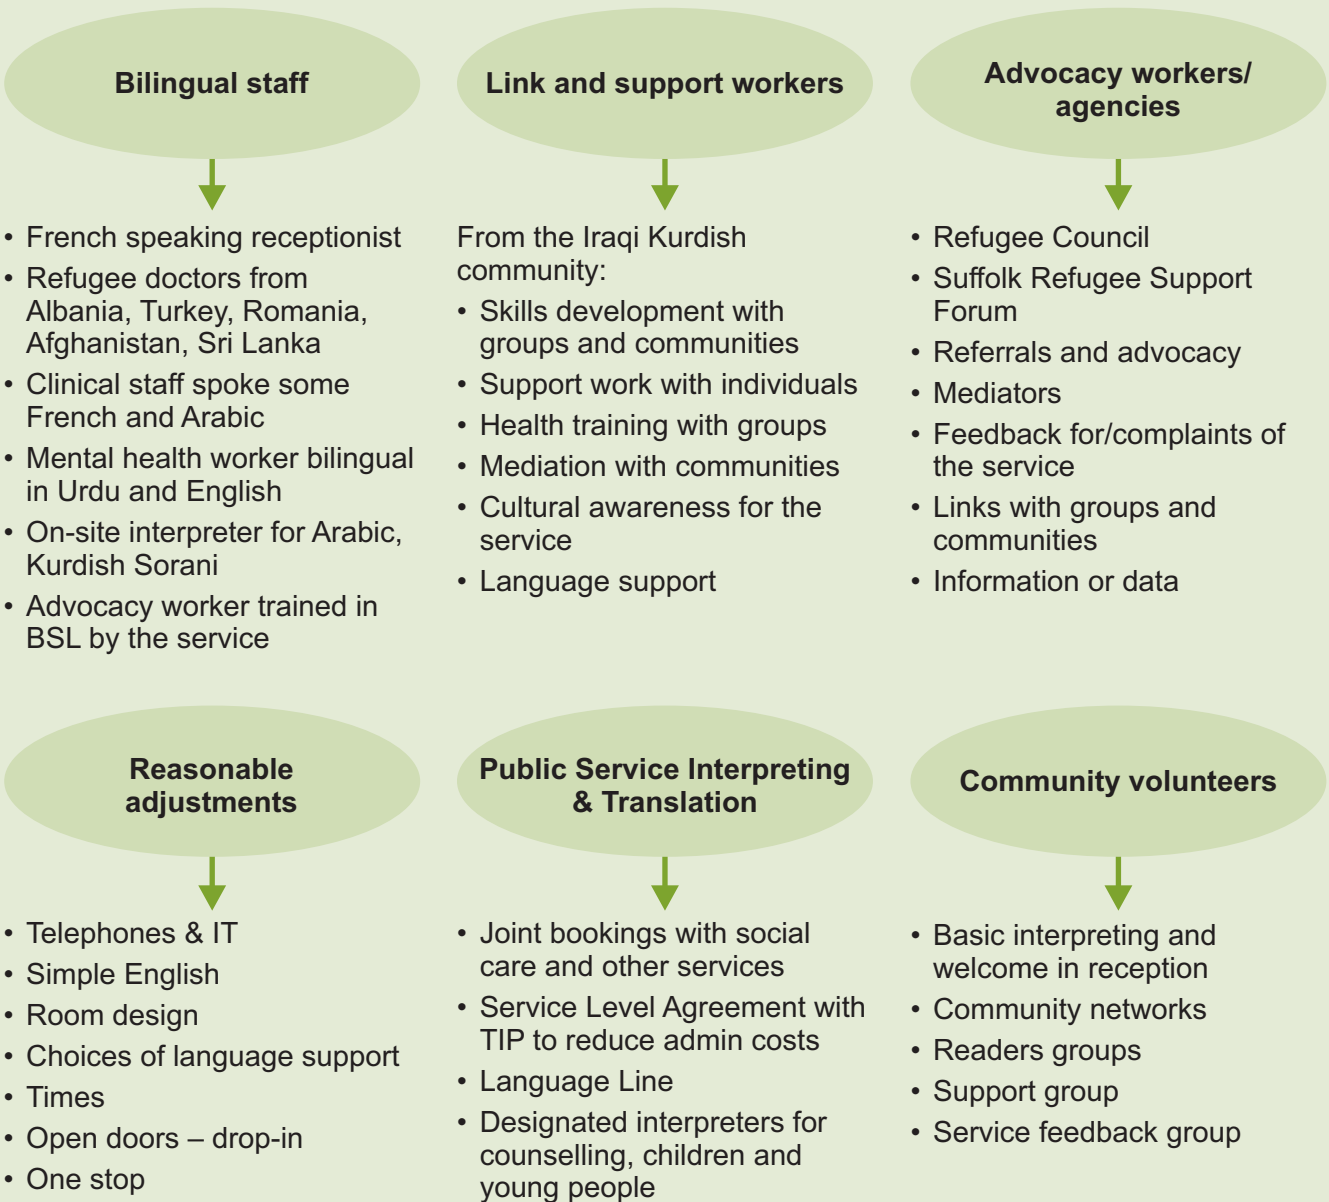 Bilingual staff
• French speaking receptionist
• Refugee doctors from
Albania, Turkey, Romania,
Afghanistan, Sri Lanka
• Clinical staff spoke some
French and Arabic
• Mental health worker bilingual
in Urdu and English
• On-site interpreter for Arabic,
Kurdish Sorani
• Advocacy worker trained in
BSL by the service
Link and support workers
From the Iraqi Kurdish
community:
• Skills development with
groups and communities
• Support work with individuals
• Health training with groups
• Mediation with communities
• Cultural awareness for the
service
• Language support
Advocacy workers/
agencies
• Refugee Council
• Suffolk Refugee Support
Forum
• Referrals and advocacy
• Mediators
• Feedback for/complaints of
the service
• Links with groups and
communities
• Information or data
Reasonable
adjustments
• Telephones & IT
• Simple English
• Room design
• Choices of language support
• Times
• Open doors – drop-in
• One stop
Public Service Interpreting
& Translation
• Joint bookings with social
care and other services
• Service Level Agreement with
TIP to reduce admin costs
• Language Line
• Designated interpreters for
counselling, children and
young people
Community volunteers
• Basic interpreting and
welcome in reception
• Community networks
• Readers groups
• Support group
• Service feedback group